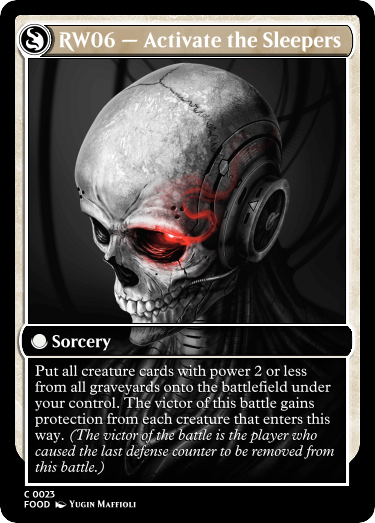 RW06 — Activate the Sleepers
Sorcery
Put all creature cards with power 2 or less
from all graveyards onto the battlefield under
your control. The victor of this battle gains
protection from each creature that enters this
way. (The victor of the battle is the player who
caused the last defense counter to be removed from
this battle.)
C 0023
FOOD Yugin Maffioli